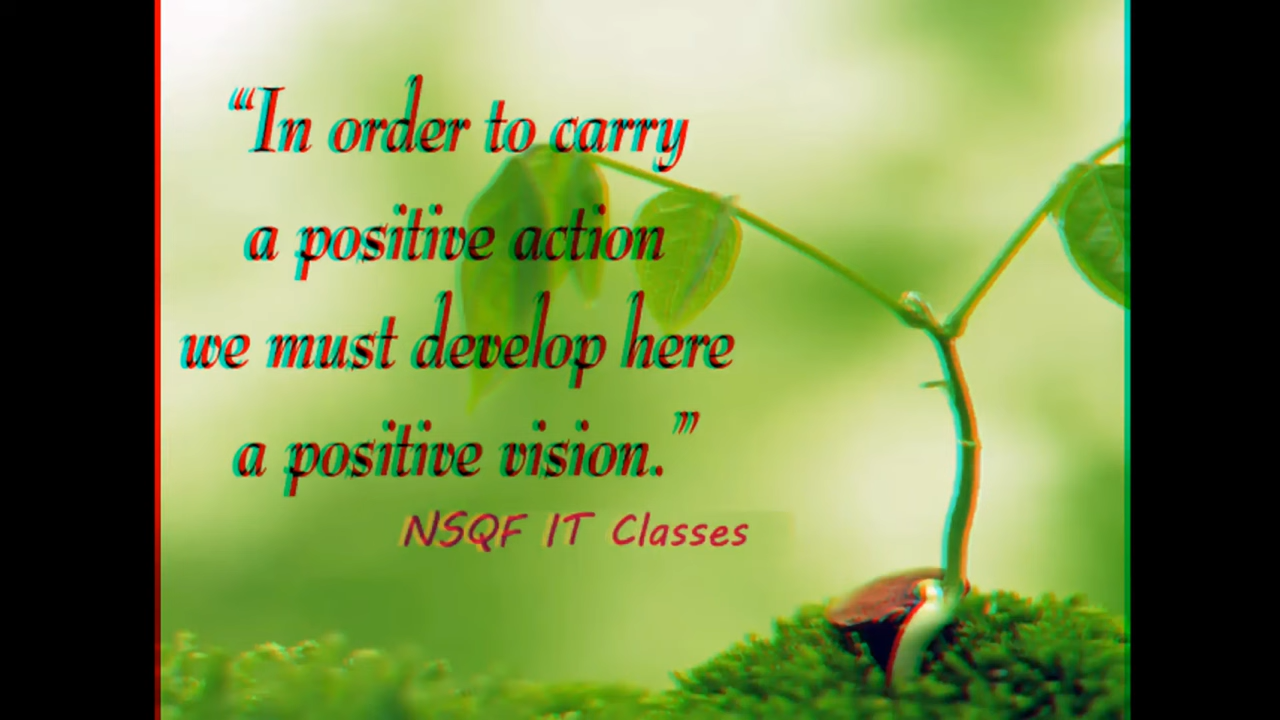 “In order to carry
a positive action
we must develop here
a positive vision.”
NSQF IT Classes